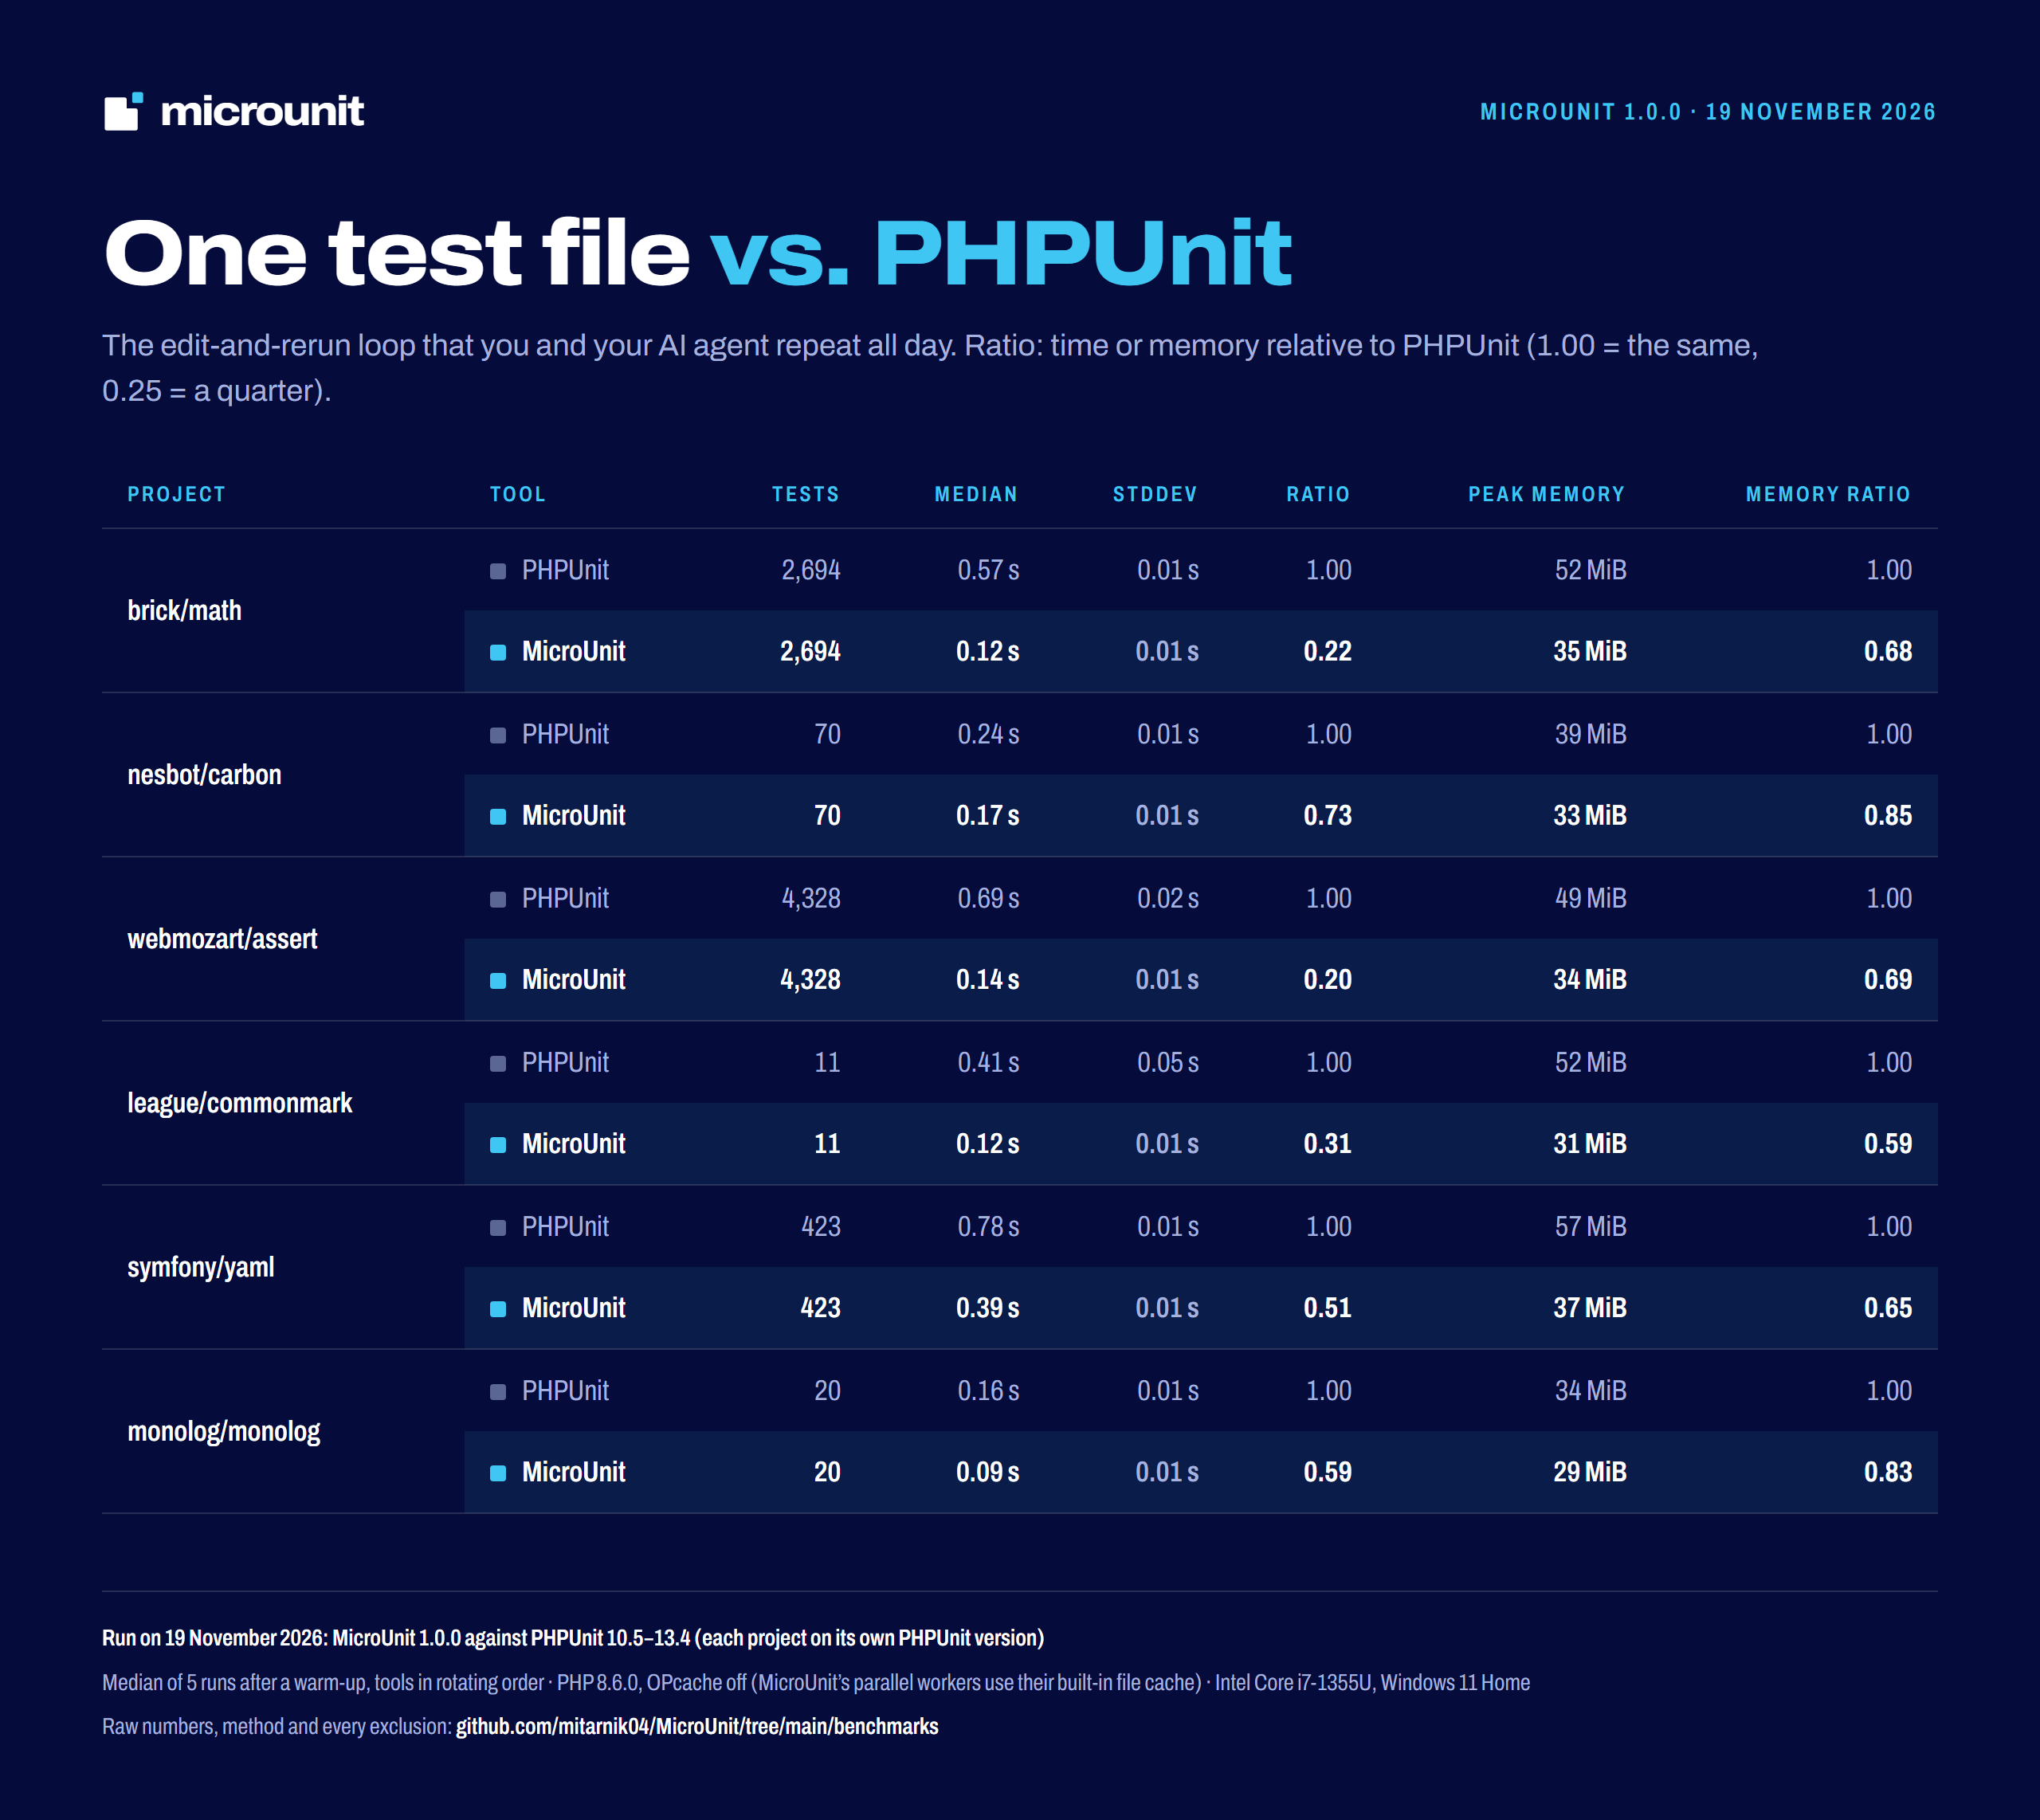 microunit
MICROUNIT 1.0.0 · 19 NOVEMBER 2026
One test file vs. PHPUnit
The edit-and-rerun loop that you and your AI agent repeat all day. Ratio: time or memory relative to PHPUnit (1.00 = the same,
0.25 = a quarter).
PROJECT TOOL TESTS MEDIAN STDDEV RATIO PEAK MEMORY MEMORY RATIO
brick/math
PHPUnit 2,694 0.57 s 0.01 s 1.00 52 MiB 1.00
MicroUnit 2,694 0.12 s 0.01 s 0.22 35 MiB 0.68
nesbot/carbon
PHPUnit 70 0.24 s 0.01 s 1.00 39 MiB 1.00
MicroUnit 70 0.17 s 0.01 s 0.73 33 MiB 0.85
webmozart/assert
PHPUnit 4,328 0.69 s 0.02 s 1.00 49 MiB 1.00
MicroUnit 4,328 0.14 s 0.01 s 0.20 34 MiB 0.69
league/commonmark
PHPUnit 11 0.41 s 0.05 s 1.00 52 MiB 1.00
MicroUnit 11 0.12 s 0.01 s 0.31 31 MiB 0.59
symfony/yaml
PHPUnit 423 0.78 s 0.01 s 1.00 57 MiB 1.00
MicroUnit 423 0.39 s 0.01 s 0.51 37 MiB 0.65
monolog/monolog
PHPUnit 20 0.16 s 0.01 s 1.00 34 MiB 1.00
MicroUnit 20 0.09 s 0.01 s 0.59 29 MiB 0.83
Run on 19 November 2026: MicroUnit 1.0.0 against PHPUnit 10.5–13.4 (each project on its own PHPUnit version)
Median of 5 runs after a warm-up, tools in rotating order · PHP 8.6.0, OPcache off (MicroUnit’s parallel workers use their built-in file cache) · Intel Core i7-1355U, Windows 11 Home
Raw numbers, method and every exclusion: github.com/mitarnik04/MicroUnit/tree/main/benchmarks